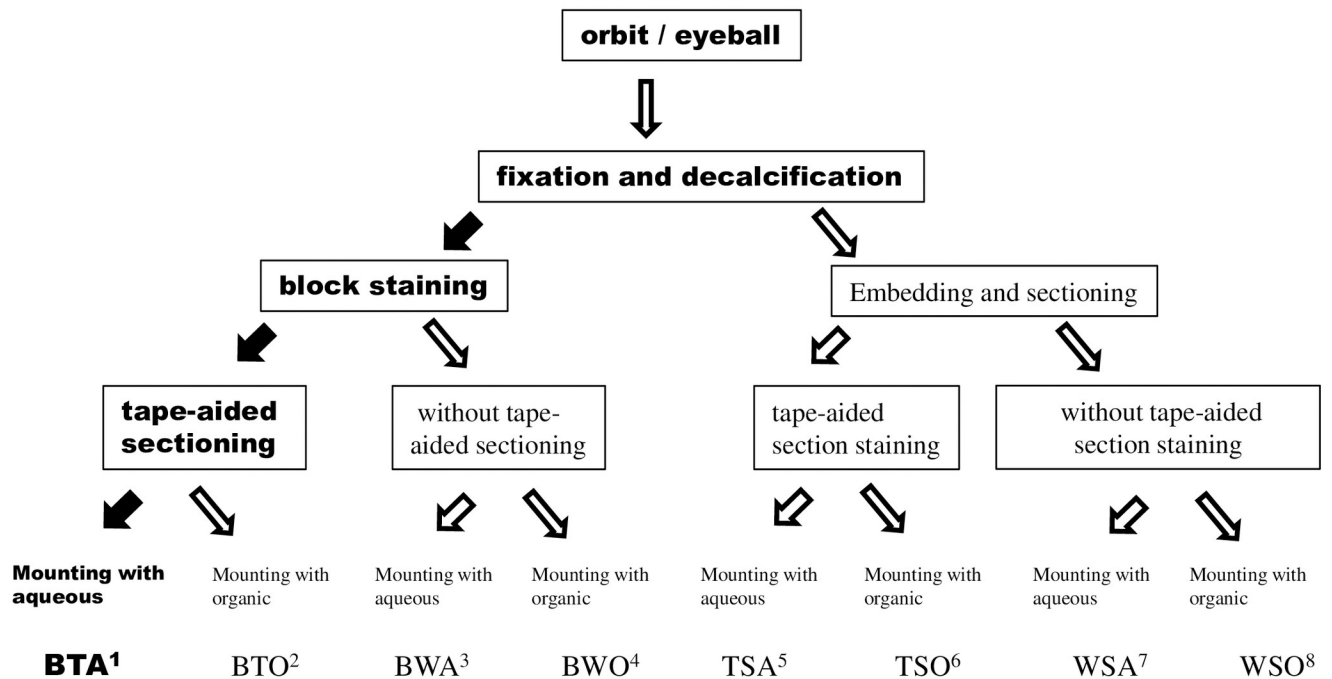 orbit / eyeball
fixation and decalcification
block staining
Embedding and sectioning
tape-aided
sectioning
without tape-
aided sectioning
tape-aided
section staining
without tape-aided
section staining
Mounting with
aqueous
Mounting with
organic
Mounting with
aqueous
Mounting with
organic
Mounting with
aqueous
Mounting with
organic
Mounting with
aqueous
Mounting with
organic
BTA¹
BTO²
BWA³
BWO⁴
TSA⁵
TSO⁶
WSA⁷
WSO⁸